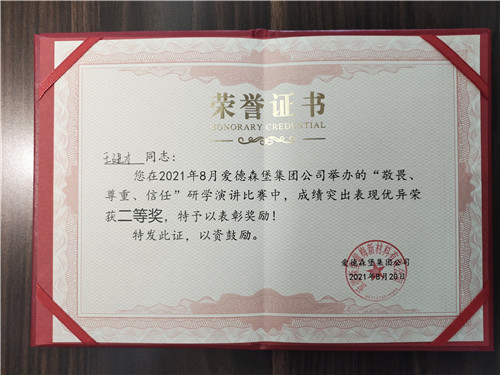 荣誉证书
HONORARY CREDENTIAL
王建才 同志：
您在2021年8月爱德森堡集团公司举办的“敬畏、
尊重、信任”研学演讲比赛中，成绩突出表现优异荣
获二等奖，特予以表彰奖励！
特发此证，以资鼓励。
爱德森堡集团公司
2021年8月20日